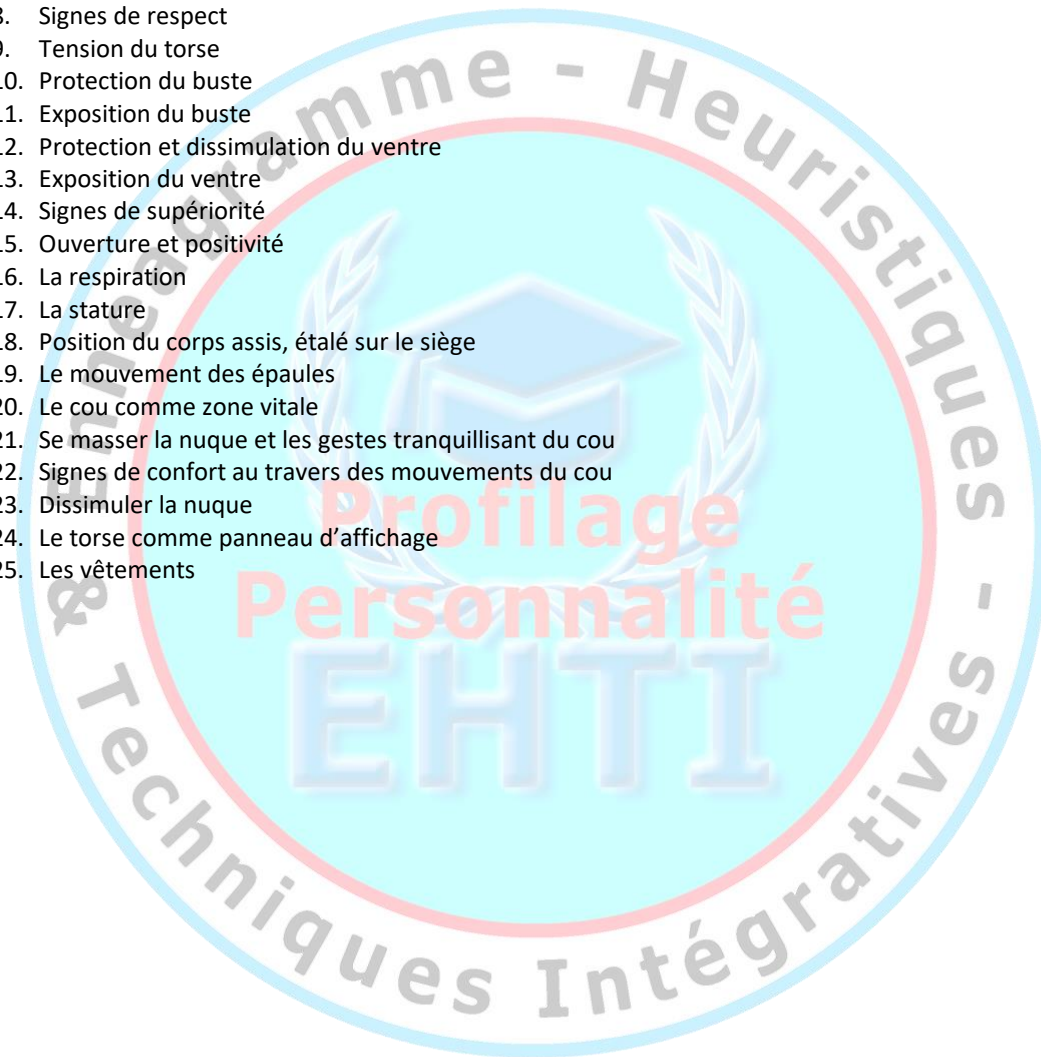 8. Signes de respect
9. Tension du torse
10. Protection du buste
11. Exposition du buste
12. Protection et dissimulation du ventre
13. Exposition du ventre
14. Signes de supériorité
15. Ouverture et positivité
16. La respiration
17. La stature
18. Position du corps assis, étalé sur le siège
19. Le mouvement des épaules
20. Le cou comme zone vitale
21. Se masser la nuque et les gestes tranquillisant du cou
22. Signes de confort au travers des mouvements du cou
23. Dissimuler la nuque
24. Le torse comme panneau d’affichage
25. Les vêtements
Enneagramme - Heuristiques - & Techniques Intégratives
Profilage
Personnalité
EHTI